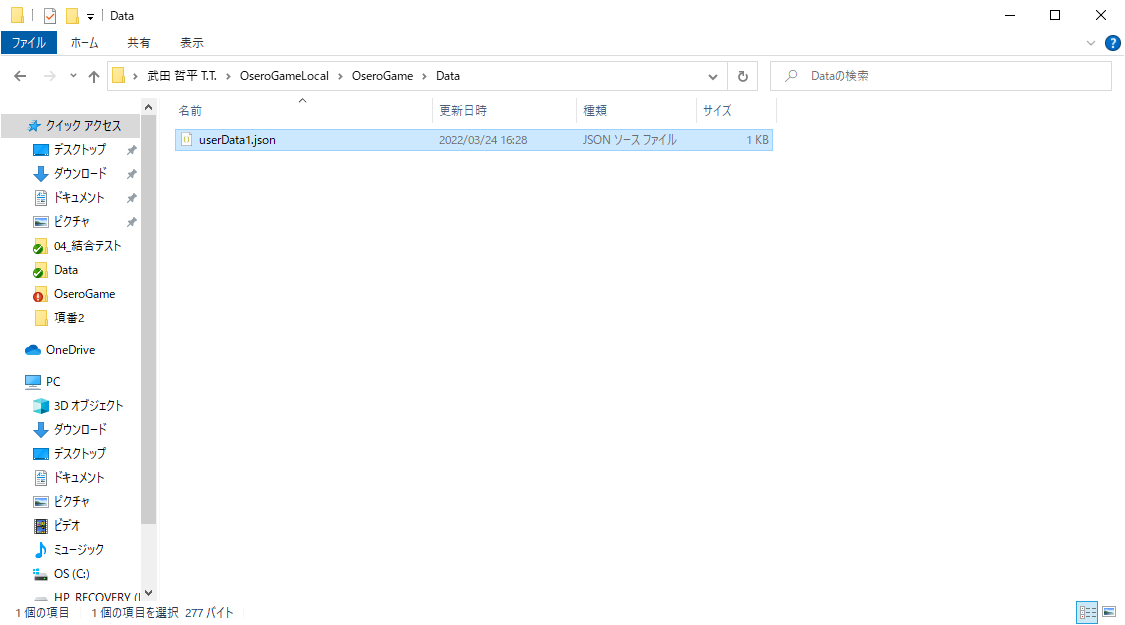 Data
ファイル ホーム 共有 表示
武田 哲平 T.T. › OseroGameLocal › OseroGame › Data
Dataの検索
名前 更新日時 種類 サイズ
userData1.json 2022/03/24 16:28 JSON ソース ファイル 1 KB
クイック アクセス
デスクトップ
ダウンロード
ドキュメント
ピクチャ
04_結合テスト
Data
OseroGame
項番2
OneDrive
PC
3D オブジェクト
ダウンロード
デスクトップ
ドキュメント
ピクチャ
ビデオ
ミュージック
OS (C:)
HP_RECOVERY (
1 個の項目 1 個の項目を選択 277 バイト